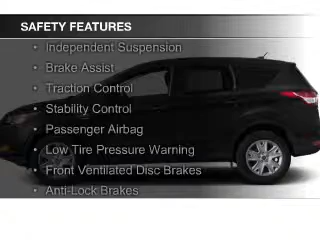 SAFETY FEATURES
• Independent Suspension
• Brake Assist
• Traction Control
• Stability Control
• Passenger Airbag
• Low Tire Pressure Warning
• Front Ventilated Disc Brakes
• Anti-Lock Brakes